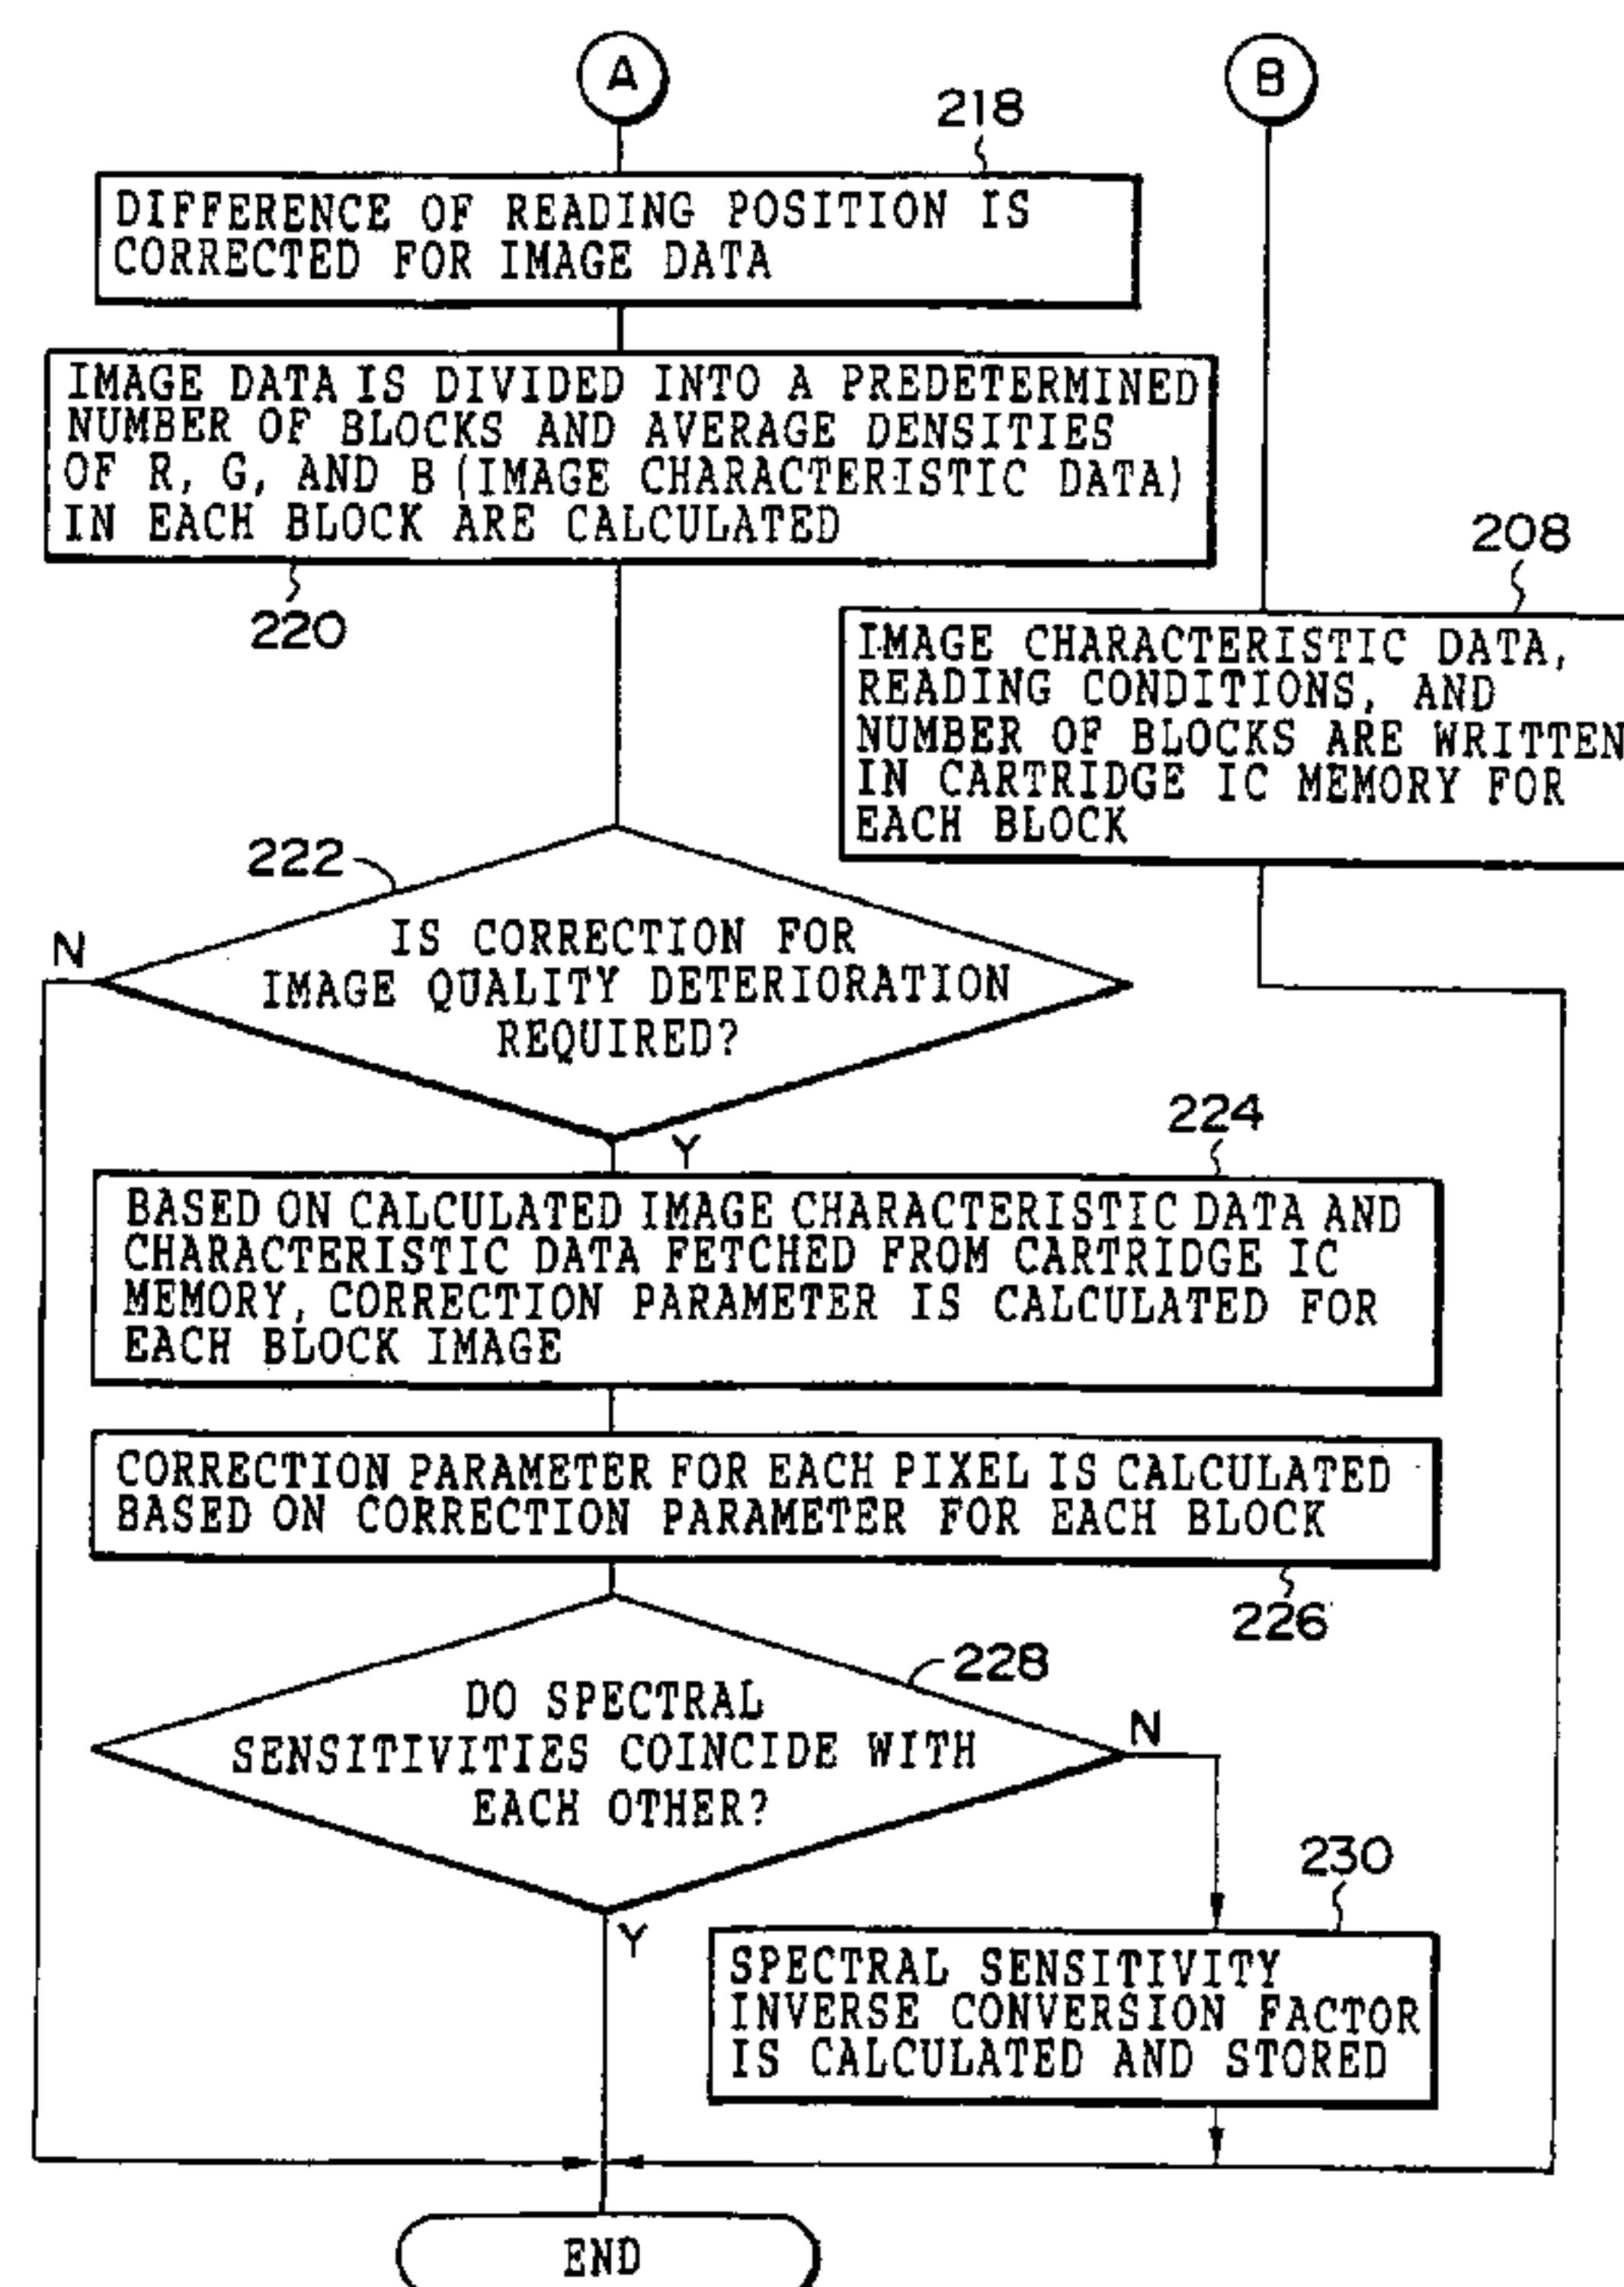 A
B
218
DIFFERENCE OF READING POSITION IS
CORRECTED FOR IMAGE DATA
IMAGE DATA IS DIVIDED INTO A PREDETERMINED
NUMBER OF BLOCKS AND AVERAGE DENSITIES
OF R, G, AND B (IMAGE CHARACTERISTIC DATA)
IN EACH BLOCK ARE CALCULATED
220
208
IMAGE CHARACTERISTIC DATA,
READING CONDITIONS, AND
NUMBER OF BLOCKS ARE WRITTEN
IN CARTRIDGE IC MEMORY FOR
EACH BLOCK
222
N
IS CORRECTION FOR
IMAGE QUALITY DETERIORATION
REQUIRED?
Y
224
BASED ON CALCULATED IMAGE CHARACTERISTIC DATA AND
CHARACTERISTIC DATA FETCHED FROM CARTRIDGE IC
MEMORY, CORRECTION PARAMETER IS CALCULATED FOR
EACH BLOCK IMAGE
CORRECTION PARAMETER FOR EACH PIXEL IS CALCULATED
BASED ON CORRECTION PARAMETER FOR EACH BLOCK
226
228
DO SPECTRAL
SENSITIVITIES COINCIDE WITH
EACH OTHER?
N
Y
230
SPECTRAL SENSITIVITY
INVERSE CONVERSION FACTOR
IS CALCULATED AND STORED
END